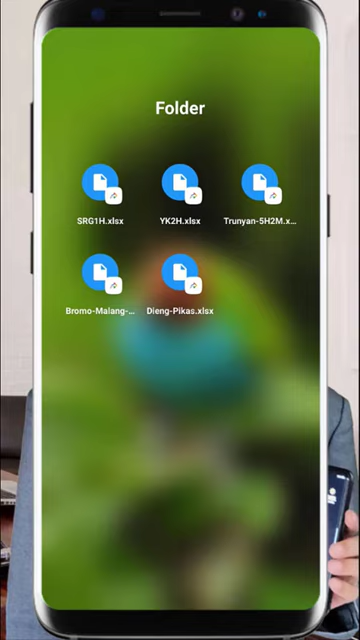 Folder
SRG1H.xlsx
YK2H.xlsx
Trunyan-5H2M.x...
Bromo-Malang-...
Dieng-Pikas.xlsx